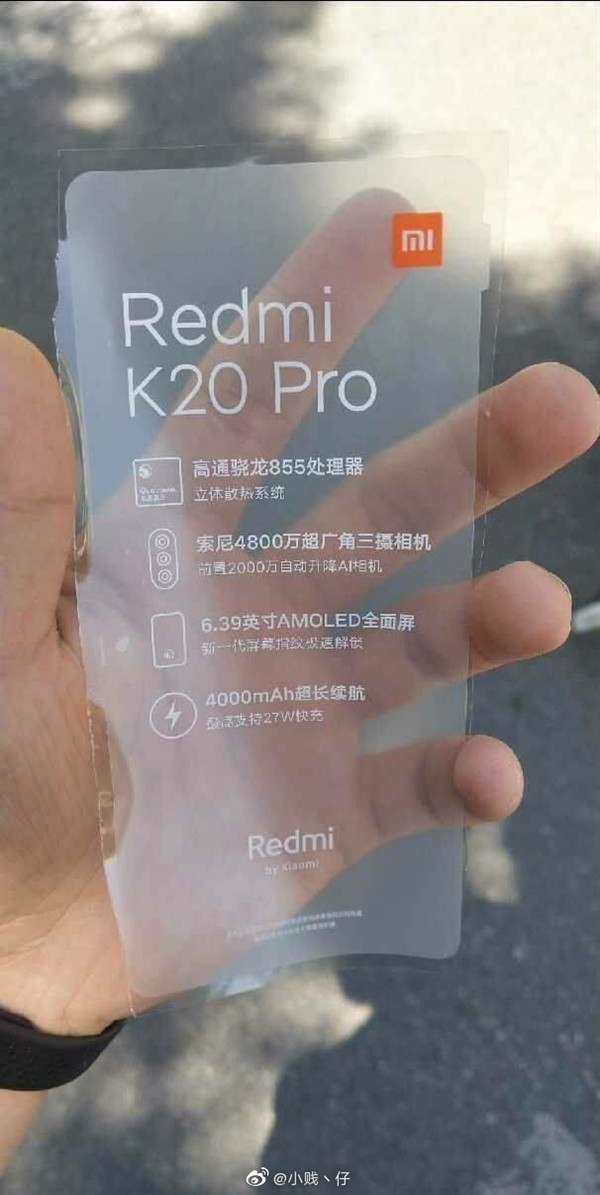 mi
Redmi
K20 Pro
高通骁龙855处理器
立体散热系统
索尼4800万超广角三摄相机
前置2000万自动升降AI相机
6.39英寸AMOLED全面屏
新一代屏幕指纹极速解锁
4000mAh超长续航
最高支持27W快充
Redmi
by Xiaomi
@小贱丶仔